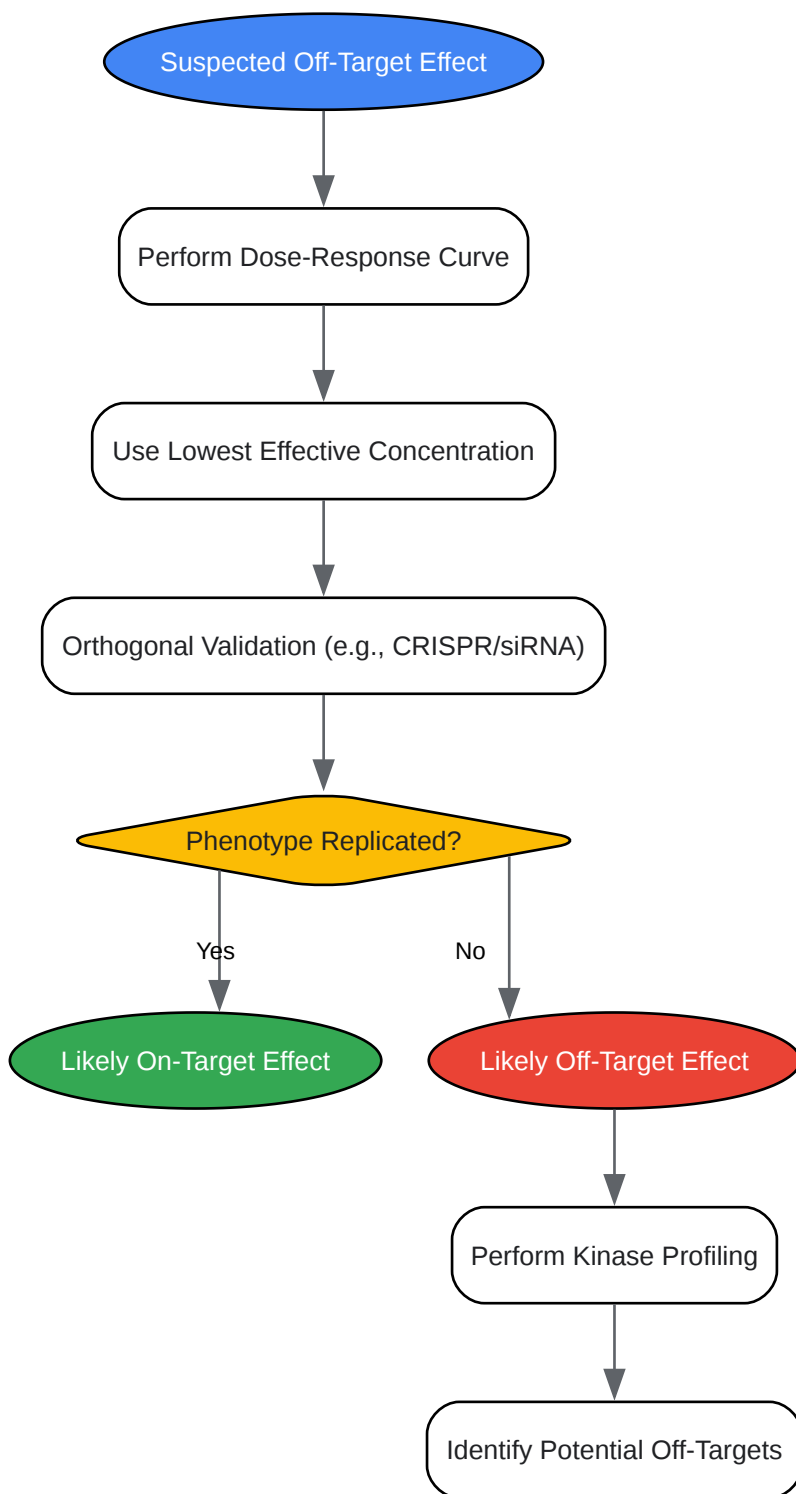 Suspected Off-Target Effect
Perform Dose-Response Curve
Use Lowest Effective Concentration
Orthogonal Validation (e.g., CRISPR/siRNA)
Phenotype Replicated?
Yes
No
Likely On-Target Effect
Likely Off-Target Effect
Perform Kinase Profiling
Identify Potential Off-Targets